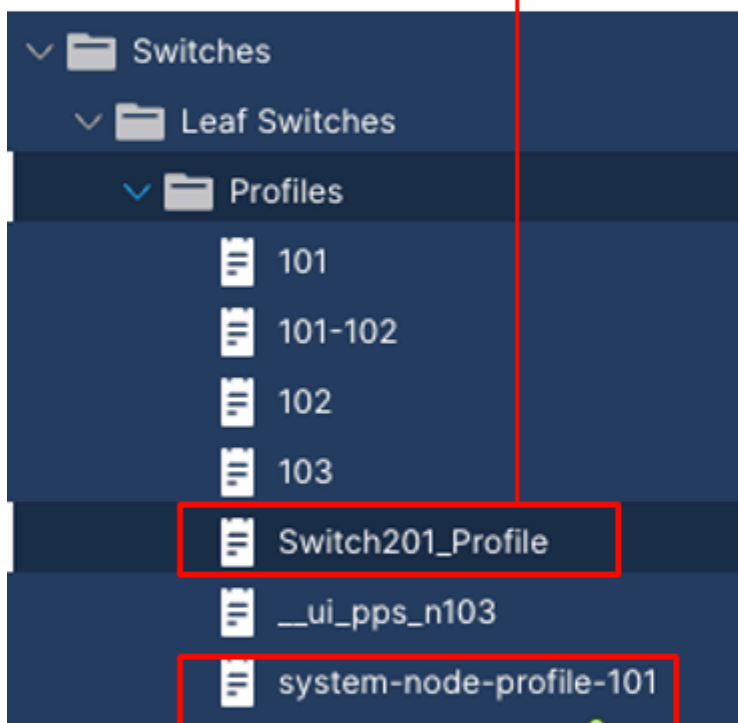 Switches
Leaf Switches
Profiles
101
101-102
102
103
Switch201_Profile
__ui_pps_n103
system-node-profile-101